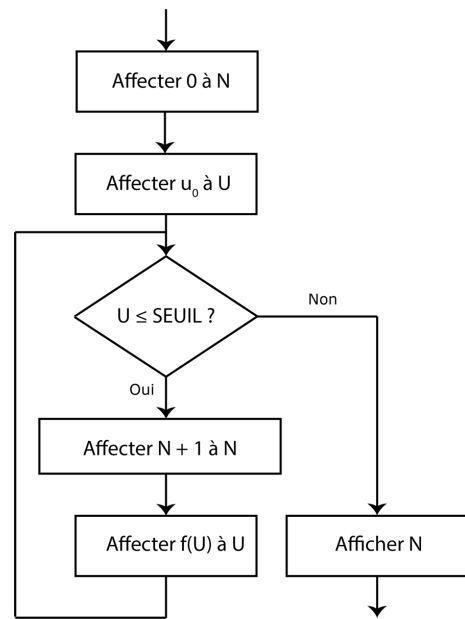 Affecter 0 à N
Affecter u₀ à U
U ≤ SEUIL ?
Non
Oui
Affecter N + 1 à N
Affecter f(U) à U
Afficher N